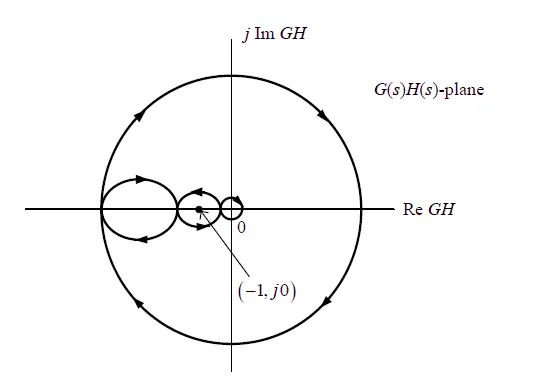 j Im GH
G(s)H(s)-plane
Re GH
0
(−1, j0)